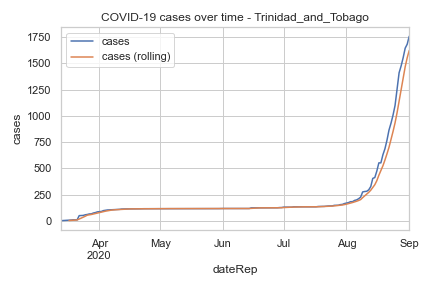 COVID-19 cases over time - Trinidad_and_Tobago
cases
cases (rolling)
1750
1500
1250
1000
750
500
250
0
cases
Apr
2020
May
Jun
Jul
Aug
Sep
dateRep